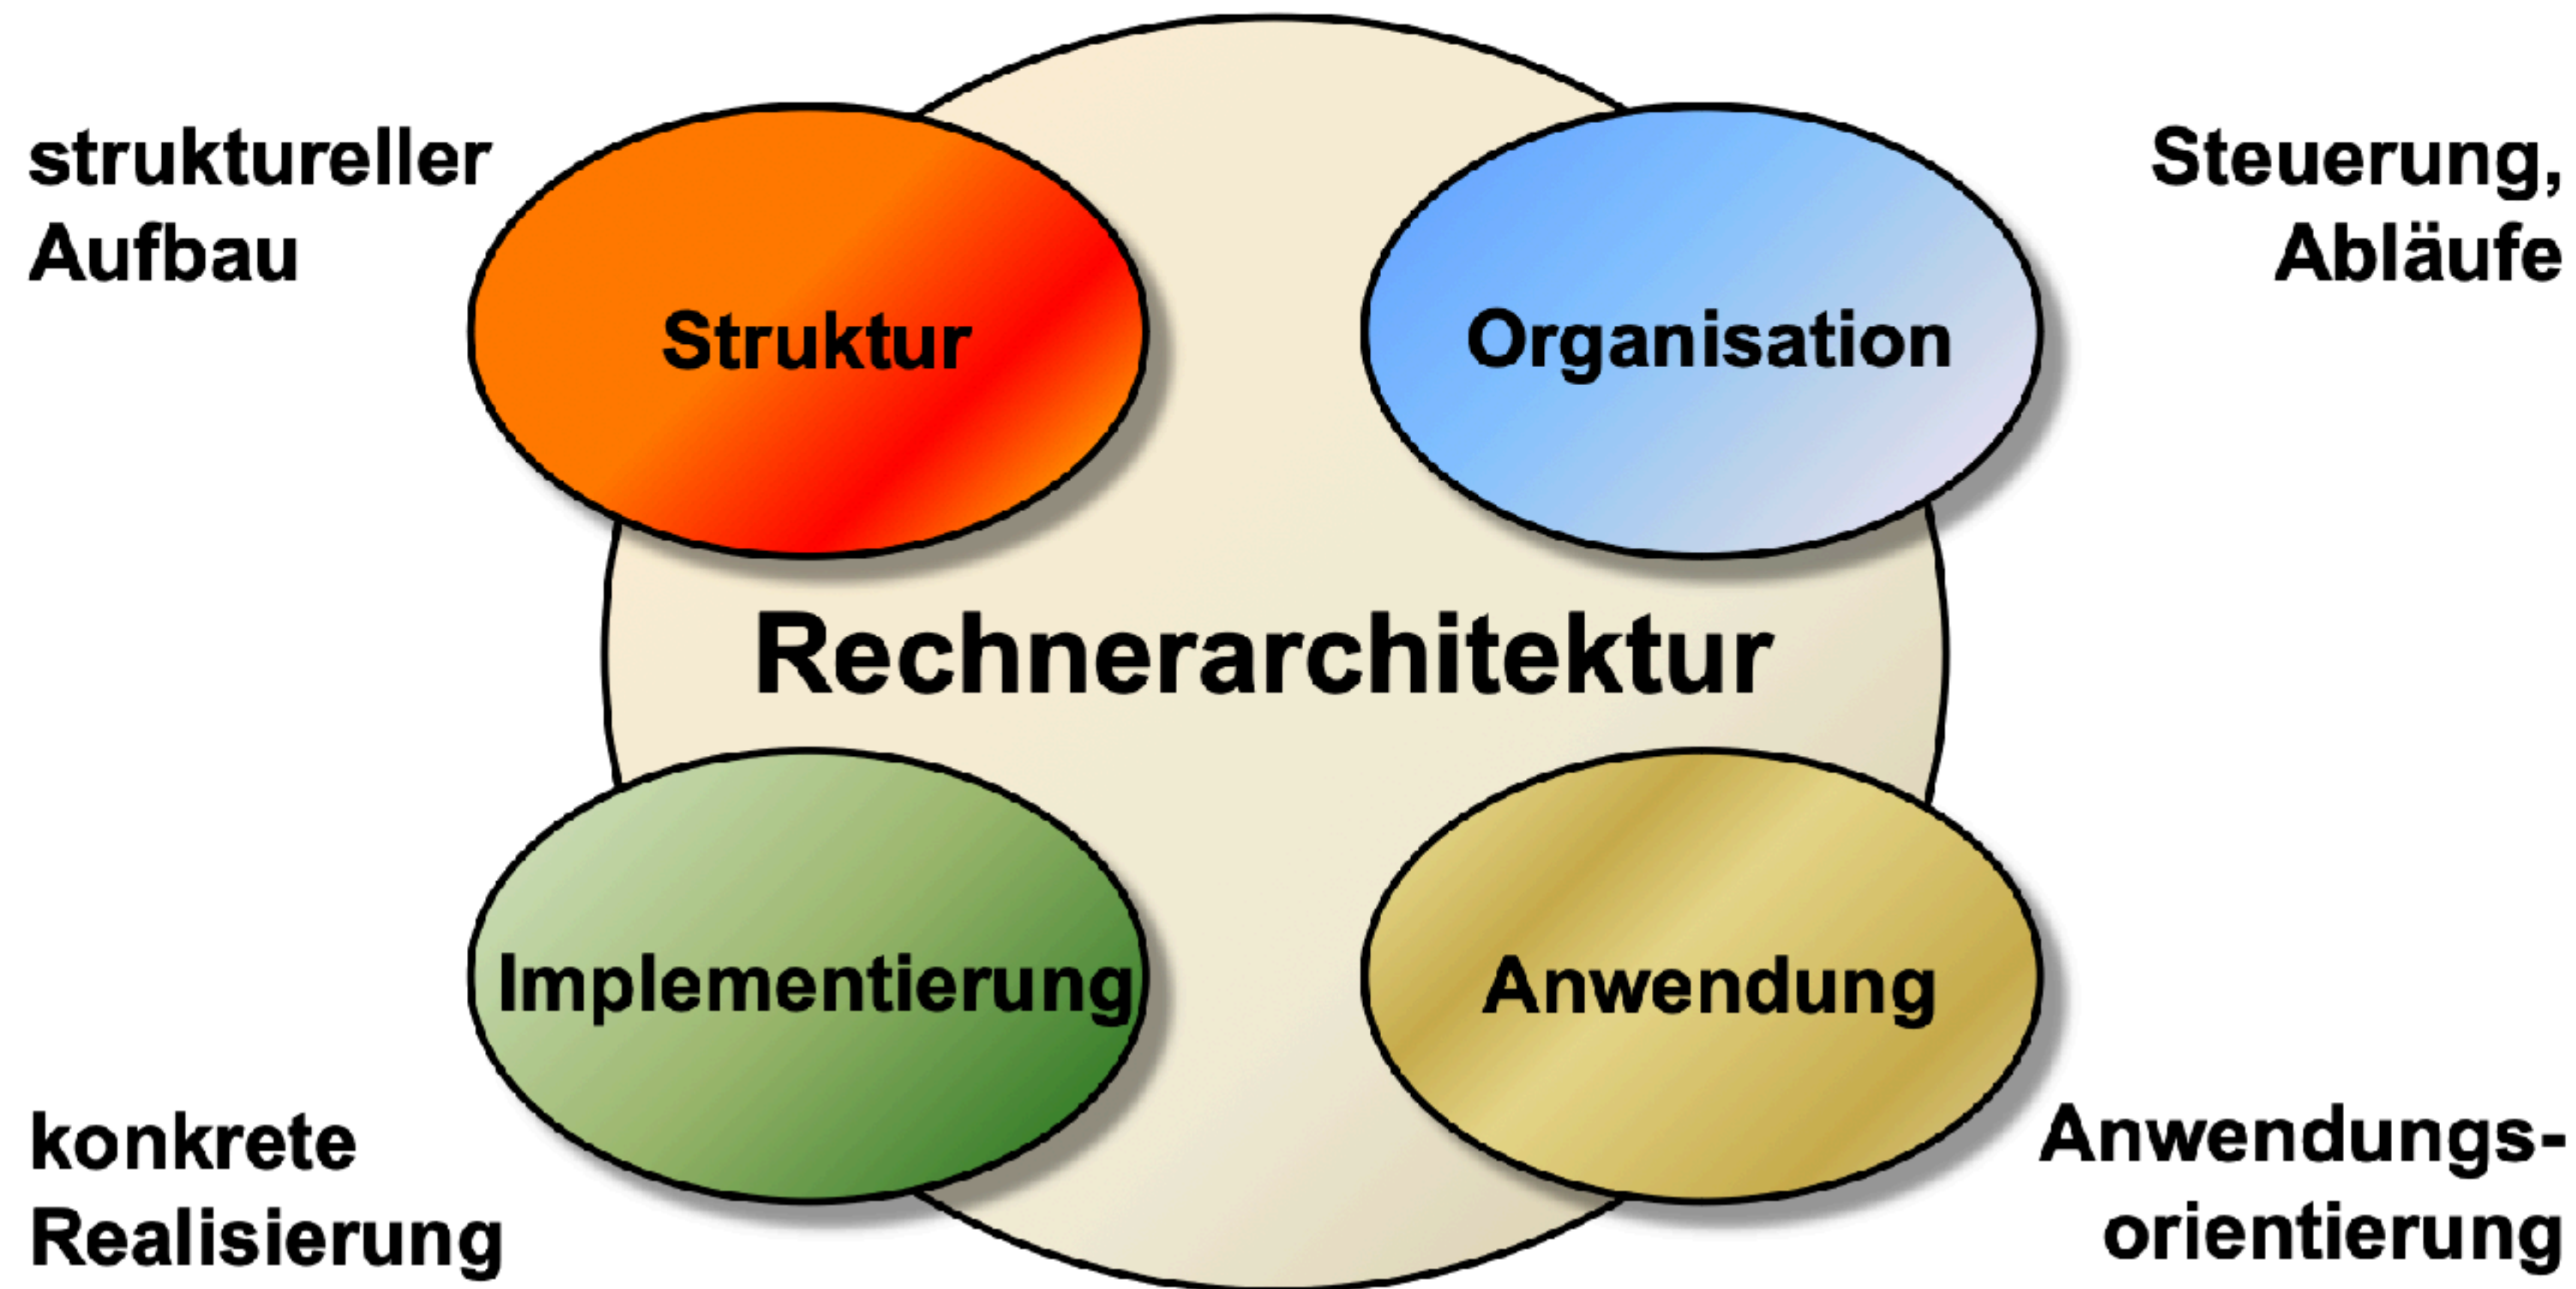 struktureller
Aufbau
Steuerung,
Abläufe
Struktur
Organisation
Rechnerarchitektur
Implementierung
Anwendung
konkrete
Realisierung
Anwendungs-
orientierung